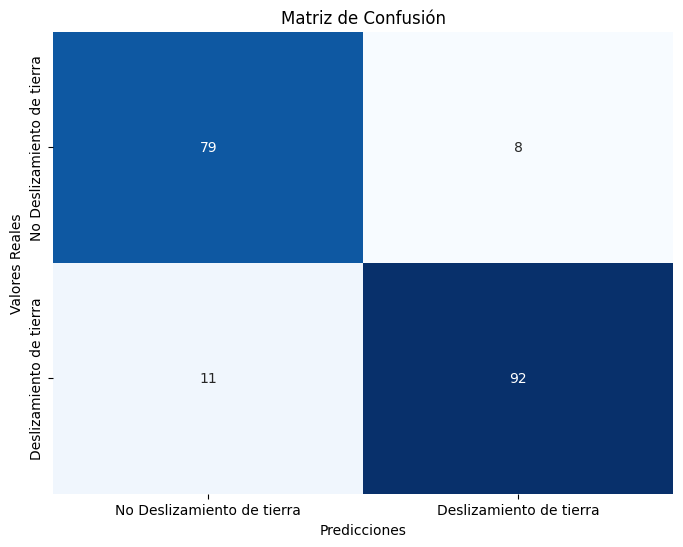 Matriz de Confusión
Valores Reales
No Deslizamiento de tierra
79
8
Deslizamiento de tierra
11
92
No Deslizamiento de tierra
Deslizamiento de tierra
Predicciones